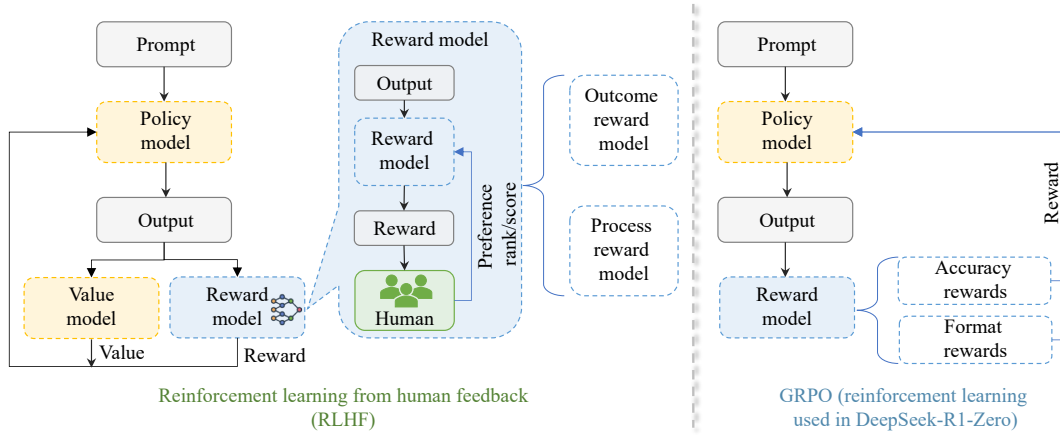 Prompt
Policy
model
Output
Value
model
Reward
model
Value
Reward
Reward model
Output
Reward
model
Reward
Human
Preference
rank/score
Outcome
reward
model
Process
reward
model
Reinforcement learning from human feedback
(RLHF)
Prompt
Policy
model
Output
Reward
model
Accuracy
rewards
Format
rewards
Reward
GRPO (reinforcement learning
used in DeepSeek-R1-Zero)